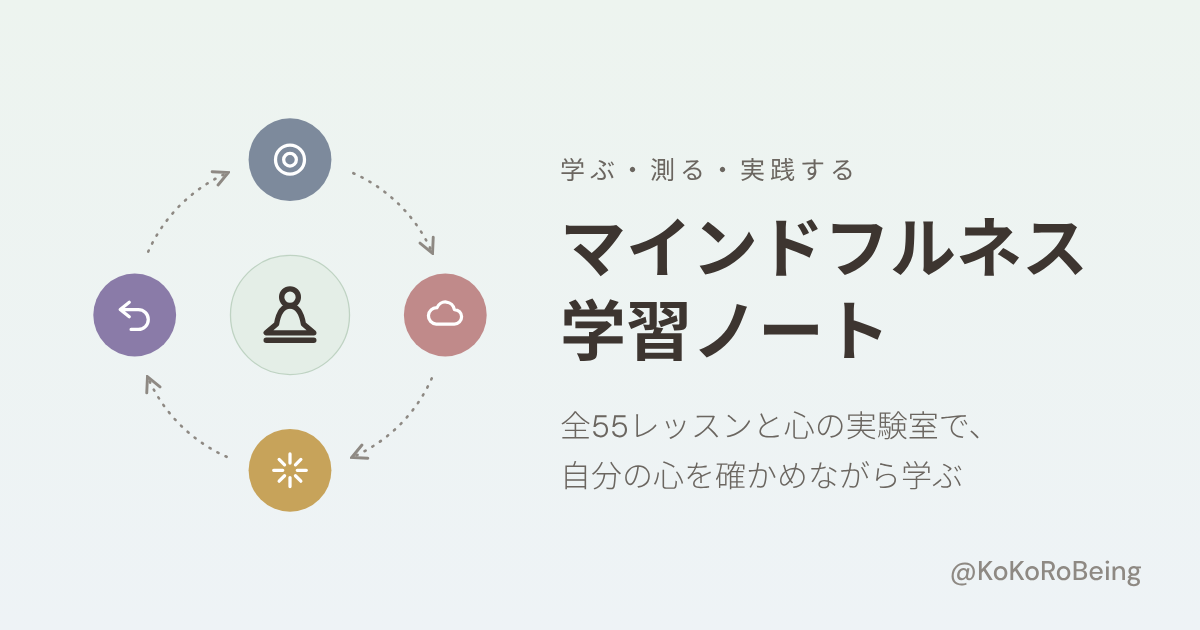 学ぶ・測る・実践する
マインドフルネス
学習ノート
全55レッスンと心の実験室で、
自分の心を確かめながら学ぶ
@KoKoRoBeing